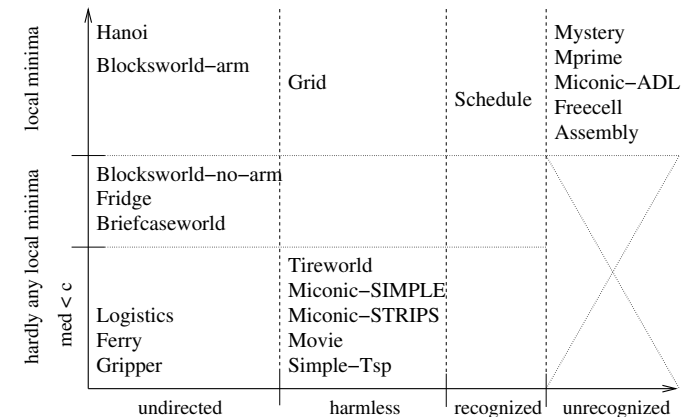 local minima
Hanoi
Blocksworld−arm
Grid
Schedule
Mystery
Mprime
Miconic−ADL
Freecell
Assembly
hardly any local minima
Blocksworld−no−arm
Fridge
Briefcaseworld
med < c
Logistics
Ferry
Gripper
Tireworld
Miconic−SIMPLE
Miconic−STRIPS
Movie
Simple−Tsp
undirected
harmless
recognized
unrecognized